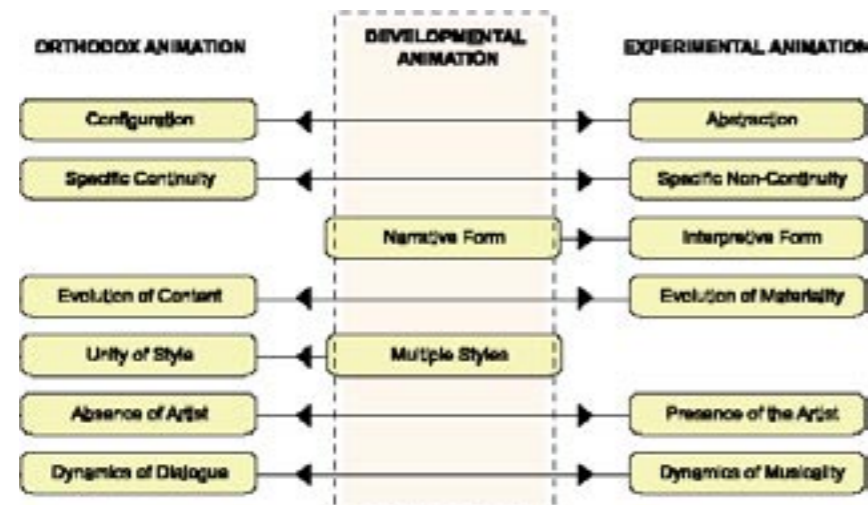 ORTHODOX ANIMATION
DEVELOPMENTAL
ANIMATION
EXPERIMENTAL ANIMATION
Configuration
Abstraction
Specific Continuity
Specific Non-Continuity
Narrative Form
Interpretive Form
Evolution of Content
Evolution of Materiality
Unity of Style
Multiple Styles
Absence of Artist
Presence of the Artist
Dynamics of Dialogue
Dynamics of Musicality